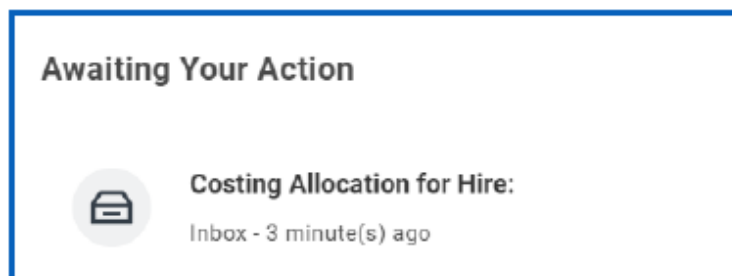 Awaiting Your Action
Costing Allocation for Hire:
Inbox - 3 minute(s) ago